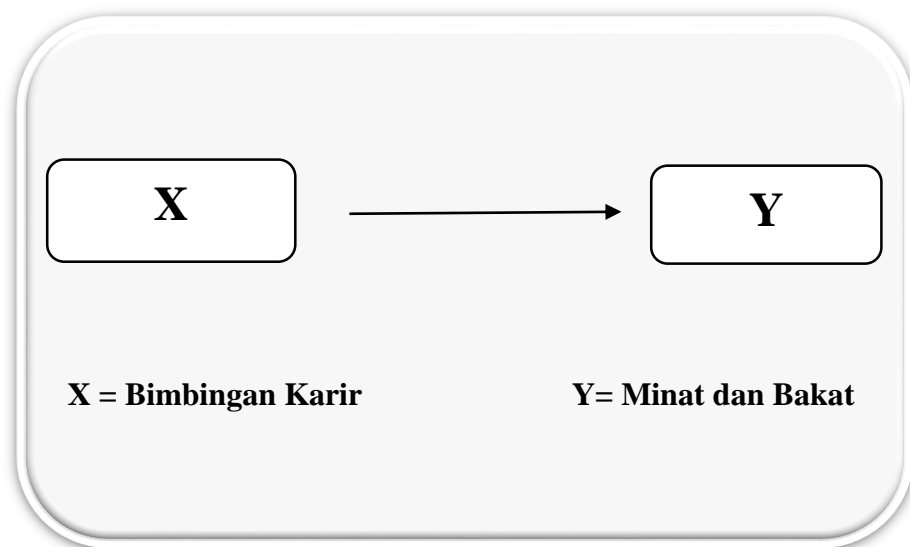 X
Y
X = Bimbingan Karir
Y= Minat dan Bakat